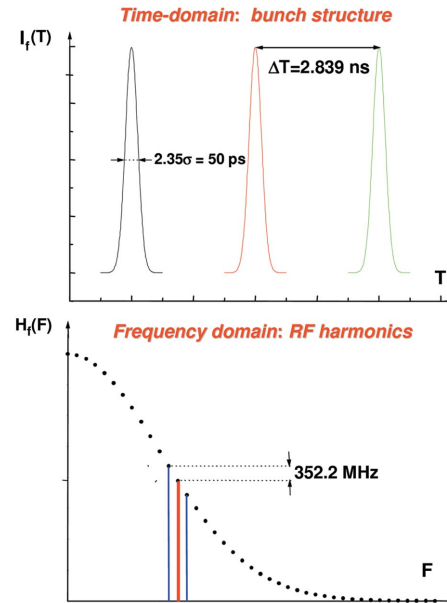 Time-domain: bunch structure
I_f(T)
ΔT=2.839 ns
2.35σ = 50 ps
T
H_f(F)
Frequency domain: RF harmonics
352.2 MHz
F